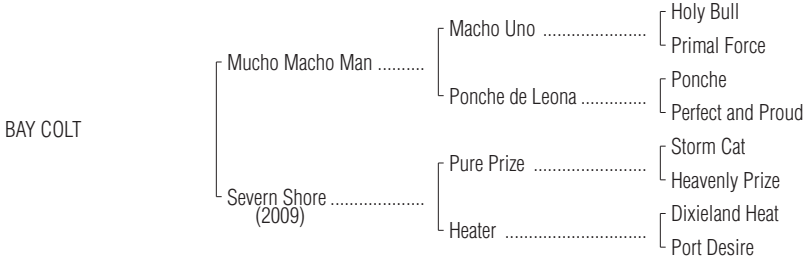 Holy Bull
Macho Uno ......................
Primal Force
Mucho Macho Man ..........
Ponche
Ponche de Leona ..............
Perfect and Proud
BAY COLT
Storm Cat
Pure Prize ........................
Heavenly Prize
Severn Shore ....................
(2009)
Dixieland Heat
Heater ..............................
Port Desire